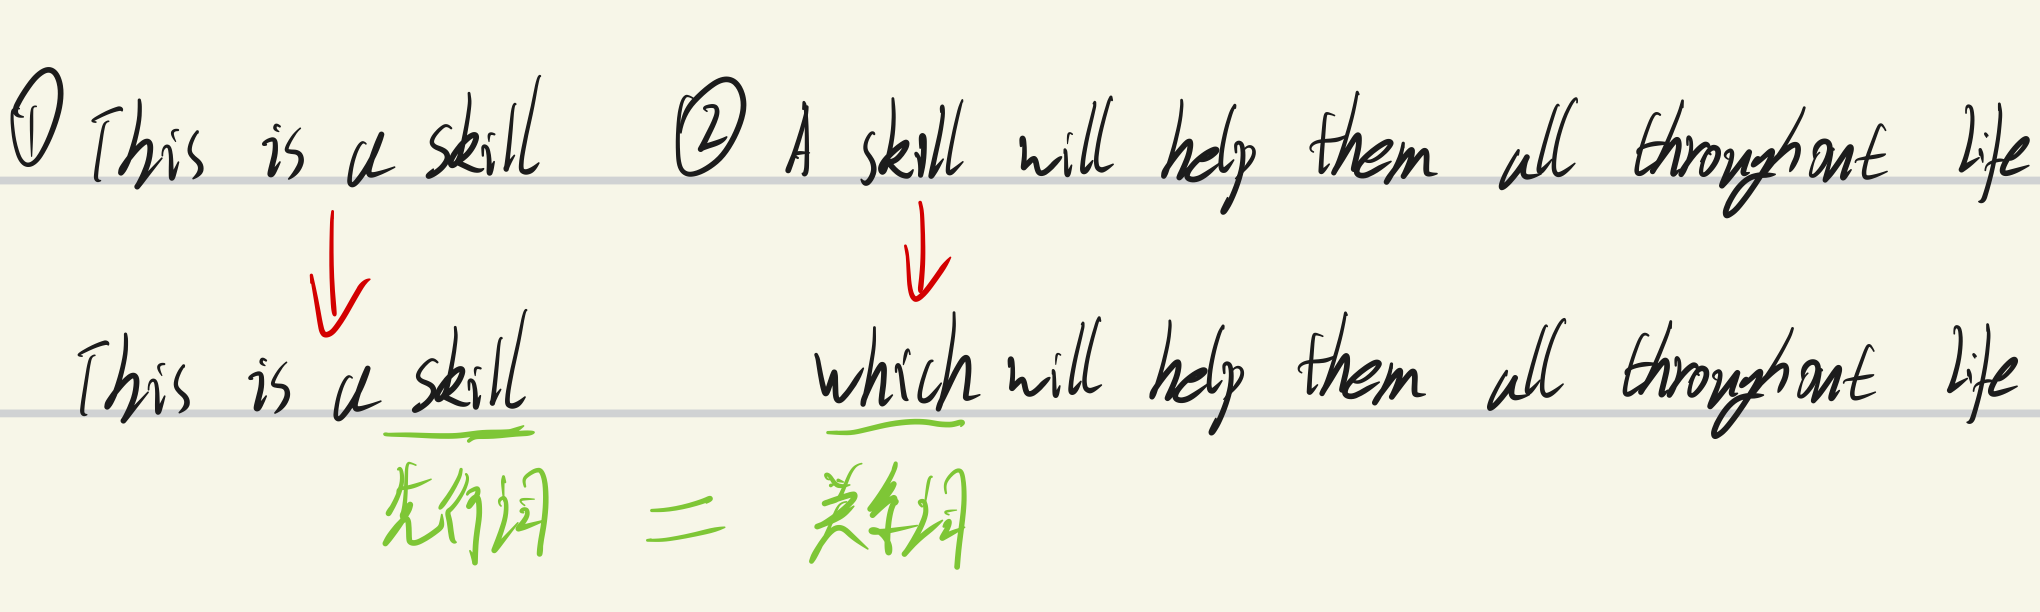 ① This is a skill ② A skill will help them all throughout life
This is a skill which will help them all throughout life
先行词 = 关系词